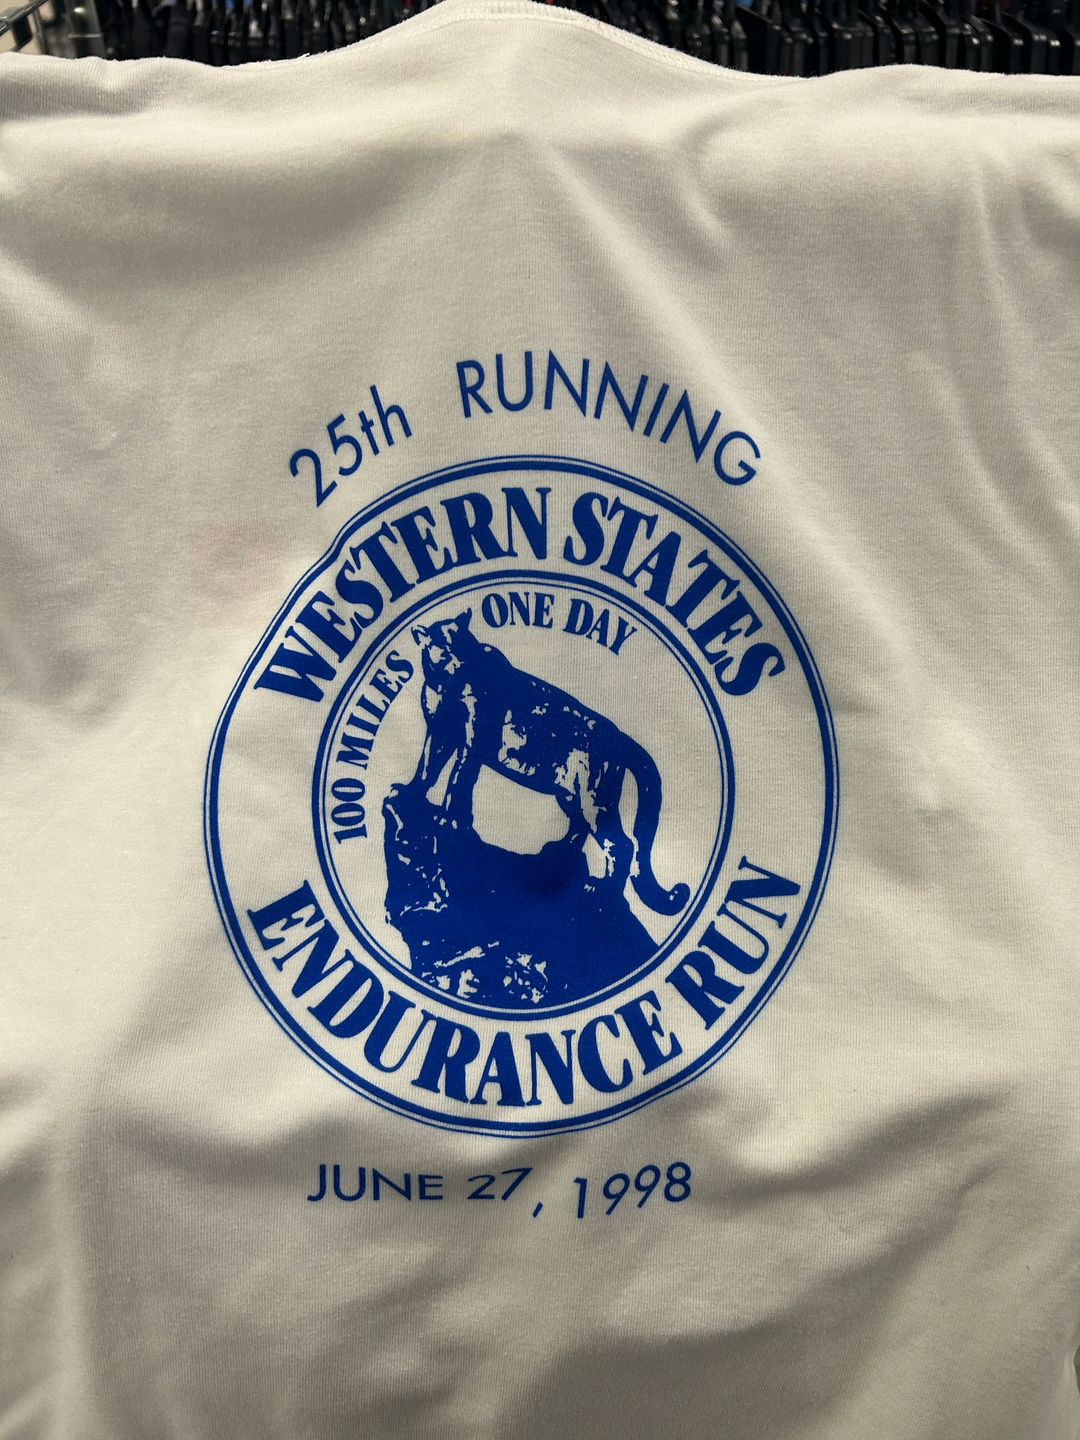 25th RUNNING
WESTERN STATES
100 MILES ONE DAY
ENDURANCE RUN
JUNE 27, 1998